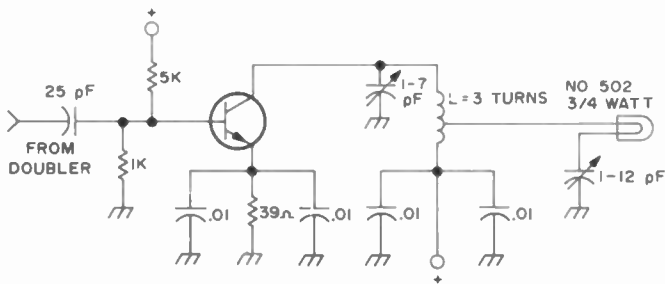 +
5K
25 pF
FROM
DOUBLER
1K
.01
39Ω
.01
1-7
pF
L=3 TURNS
NO 502
3/4 WATT
1-12 pF
.01
.01
+